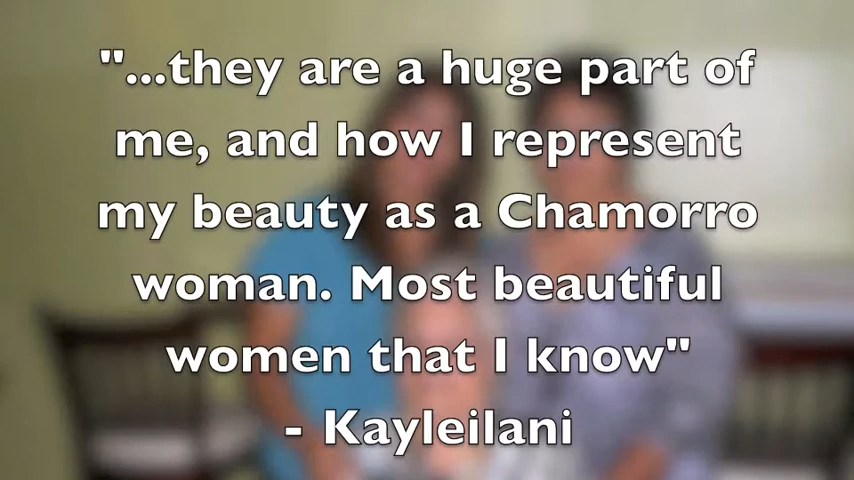 "...they are a huge part of
me, and how I represent
my beauty as a Chamorro
woman. Most beautiful
women that I know"
- Kayleilani